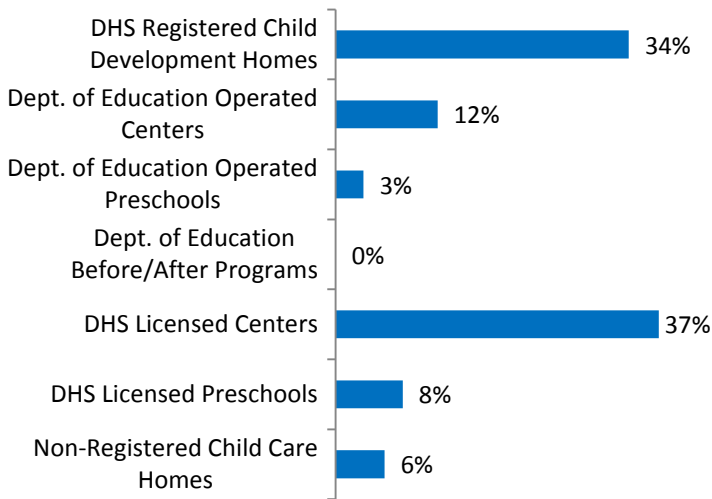 DHS Registered Child
Development Homes
34%
Dept. of Education Operated
Centers
12%
Dept. of Education Operated
Preschools
3%
Dept. of Education
Before/After Programs
0%
DHS Licensed Centers
37%
DHS Licensed Preschools
8%
Non-Registered Child Care
Homes
6%